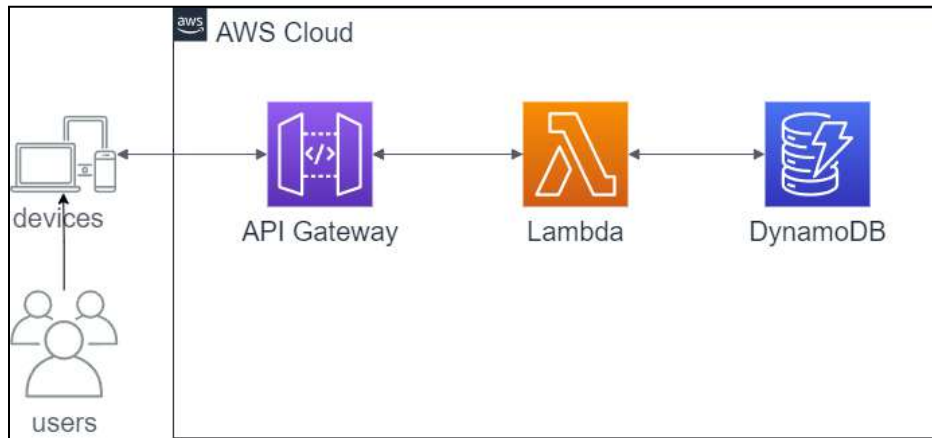 aws
AWS Cloud
</>
devices
API Gateway
Lambda
DynamoDB
users